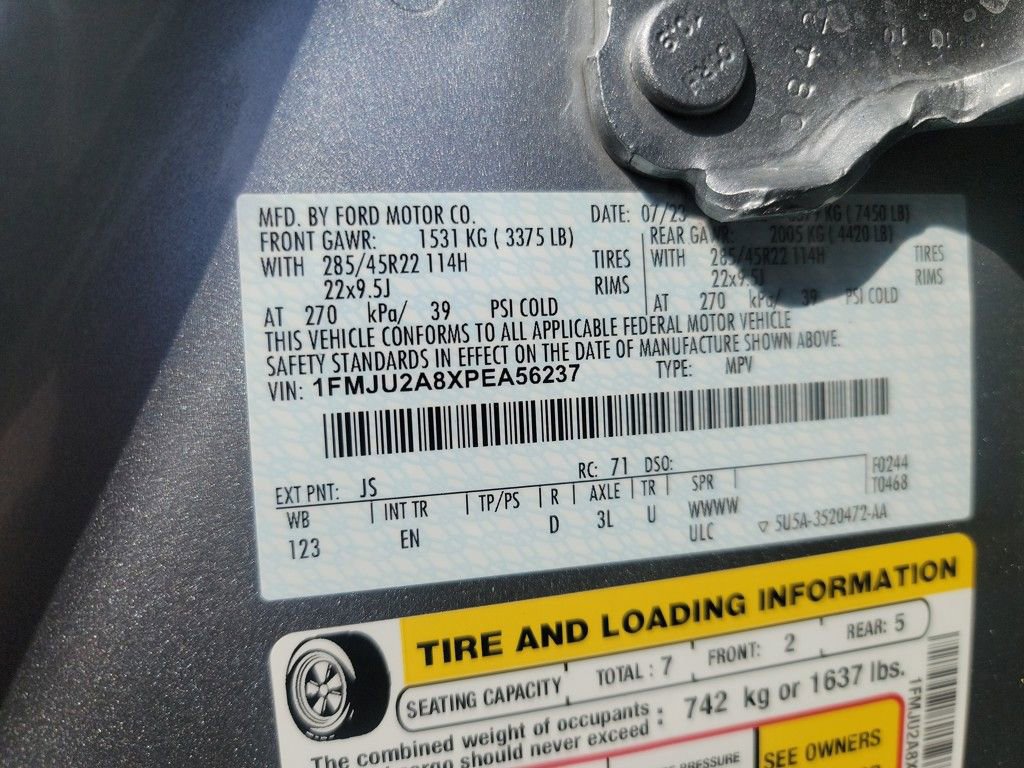 MFD. BY FORD MOTOR CO. DATE: 07/23 KG ( 7450 LB)
FRONT GAWR: 1531 KG ( 3375 LB) REAR GAWR: 2005 KG ( 4420 LB)
WITH 285/45R22 114H TIRES WITH 285/45R22 114H TIRES
22x9.5J RIMS 22x9.5J RIMS
AT 270 kPa/ 39 PSI COLD AT 270 kPa/ 39 PSI COLD
THIS VEHICLE CONFORMS TO ALL APPLICABLE FEDERAL MOTOR VEHICLE
SAFETY STANDARDS IN EFFECT ON THE DATE OF MANUFACTURE SHOWN ABOVE.
VIN: 1FMJU2A8XPEA56237 TYPE: MPV
EXT PNT: JS RC: 71 DSO: F0244
WB INT TR TP/PS R AXLE TR SPR T0468
123 EN D 3L U WWWW
ULC ▽ 5U5A-3520472-AA
TIRE AND LOADING INFORMATION
SEATING CAPACITY TOTAL : 7 FRONT: 2 REAR: 5
The combined weight of occupants : 742 kg or 1637 lbs.
should never exceed
PRESSURE SEE OWNERS
1FMJU2A8X